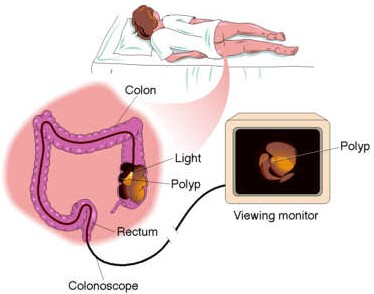 Colon
Light
Polyp
Polyp
Viewing monitor
Rectum
Colonoscope